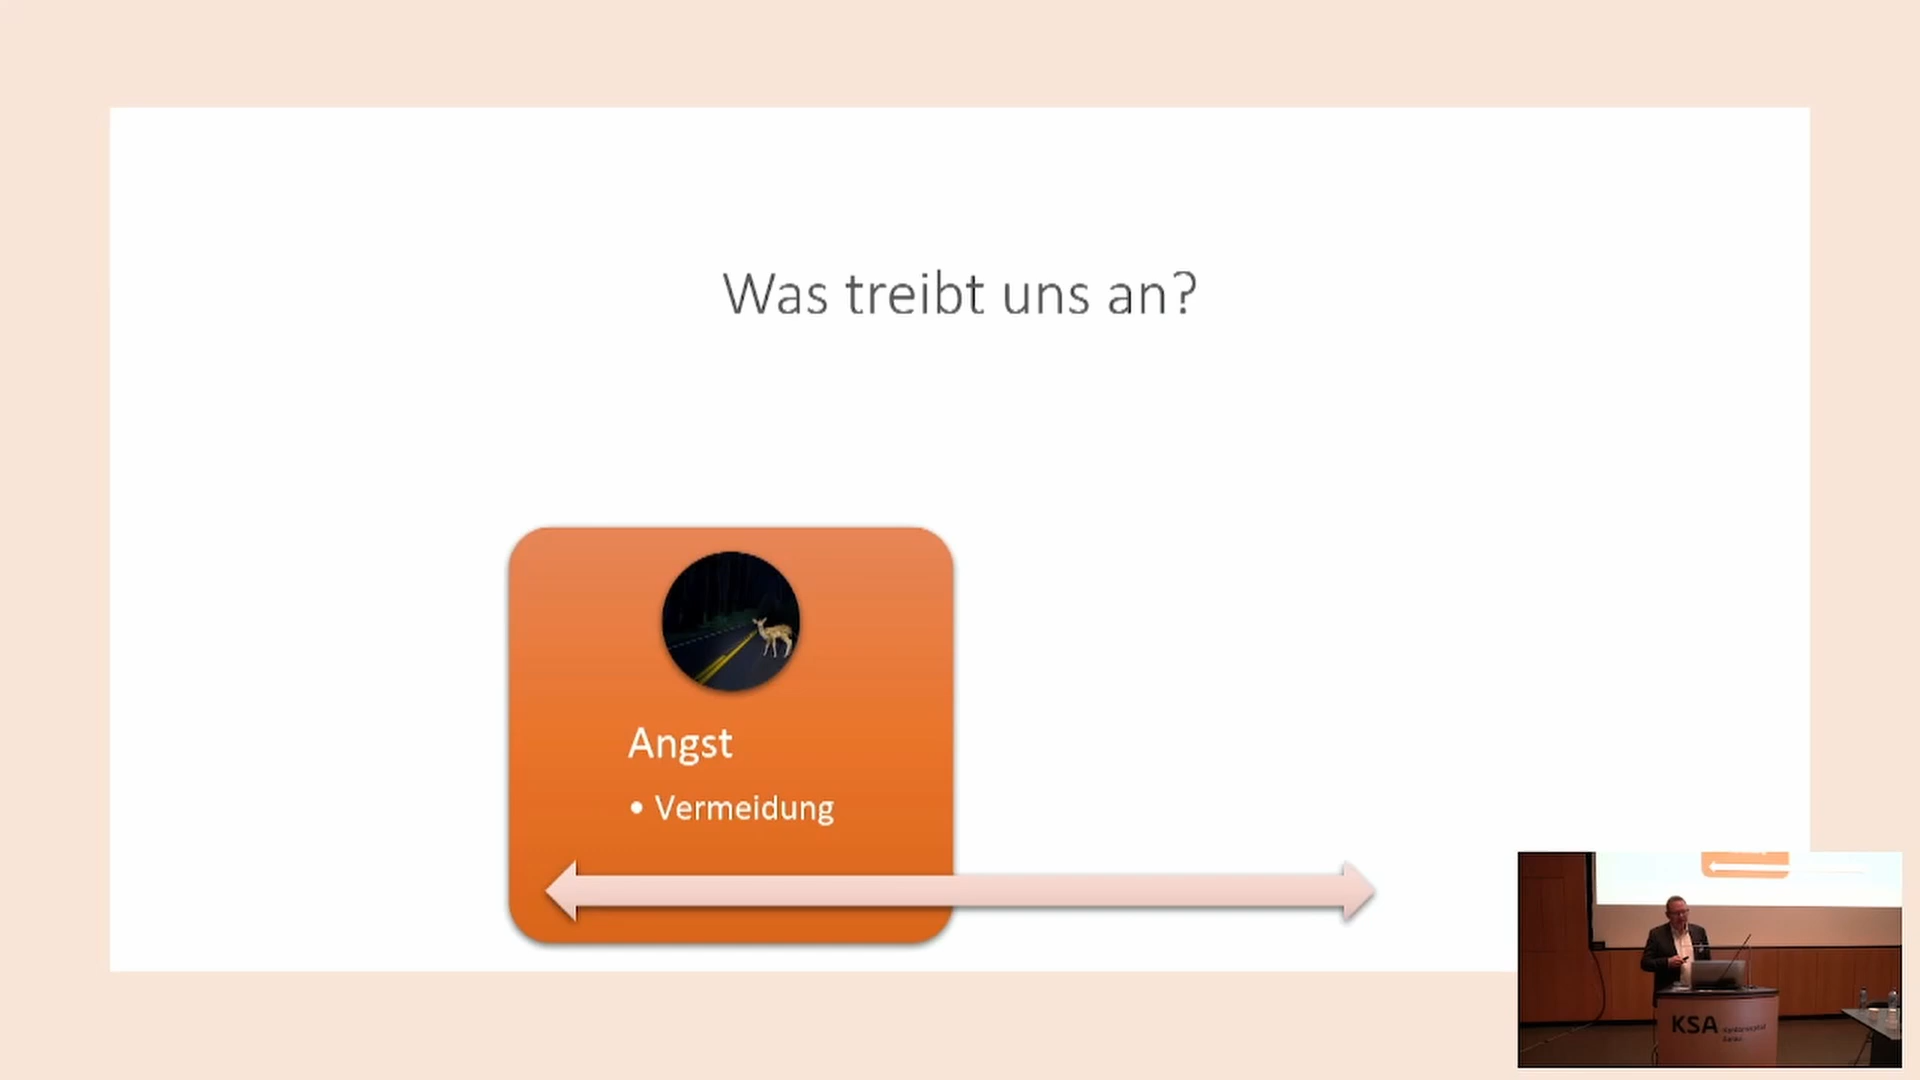 Was treibt uns an?
Angst
• Vermeidung
KSA